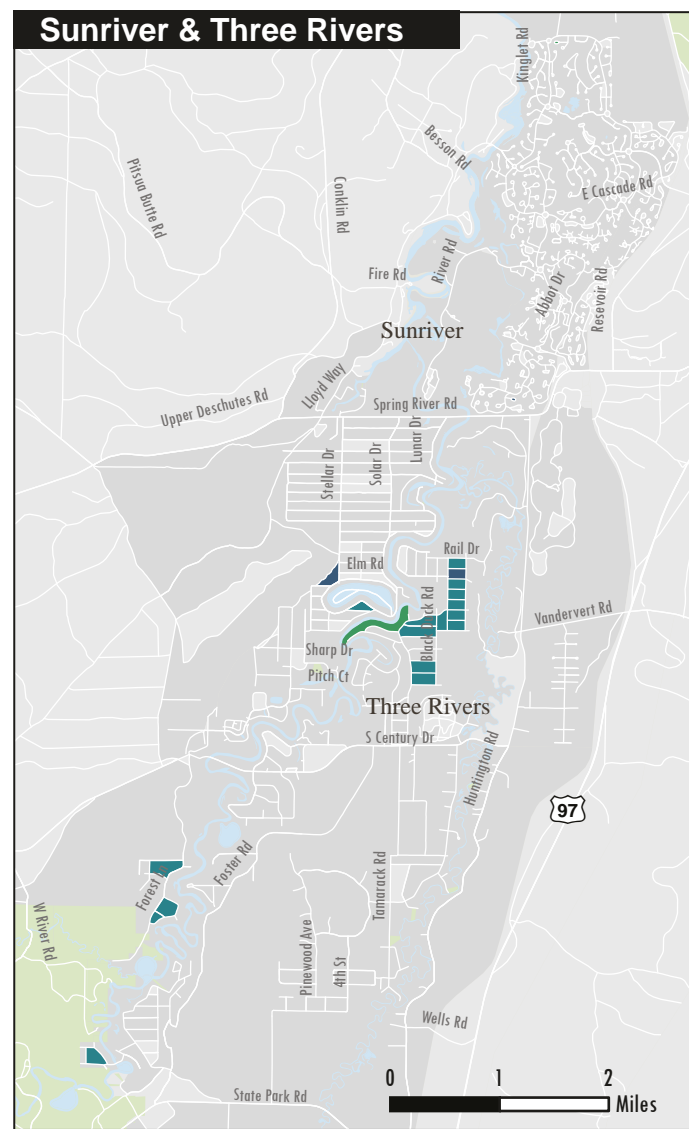 Sunriver & Three Rivers
Kinglet Rd
Besson Rd
Pitsua Butte Rd
Conklin Rd
E Cascade Rd
River Rd
Fire Rd
Abbot Dr
Resevoir Rd
Sunriver
Lloyd Way
Upper Deschutes Rd
Spring River Rd
Lunar Dr
Stellar Dr
Solar Dr
Rail Dr
Elm Rd
Vandervert Rd
Sharp Dr
Pitch Ct
Three Rivers
S Century Dr
Huntington Rd
97
Foster Rd
Tamarack Rd
W River Rd
Pinewood Ave
4th St
Wells Rd
State Park Rd
0 1 2
Miles